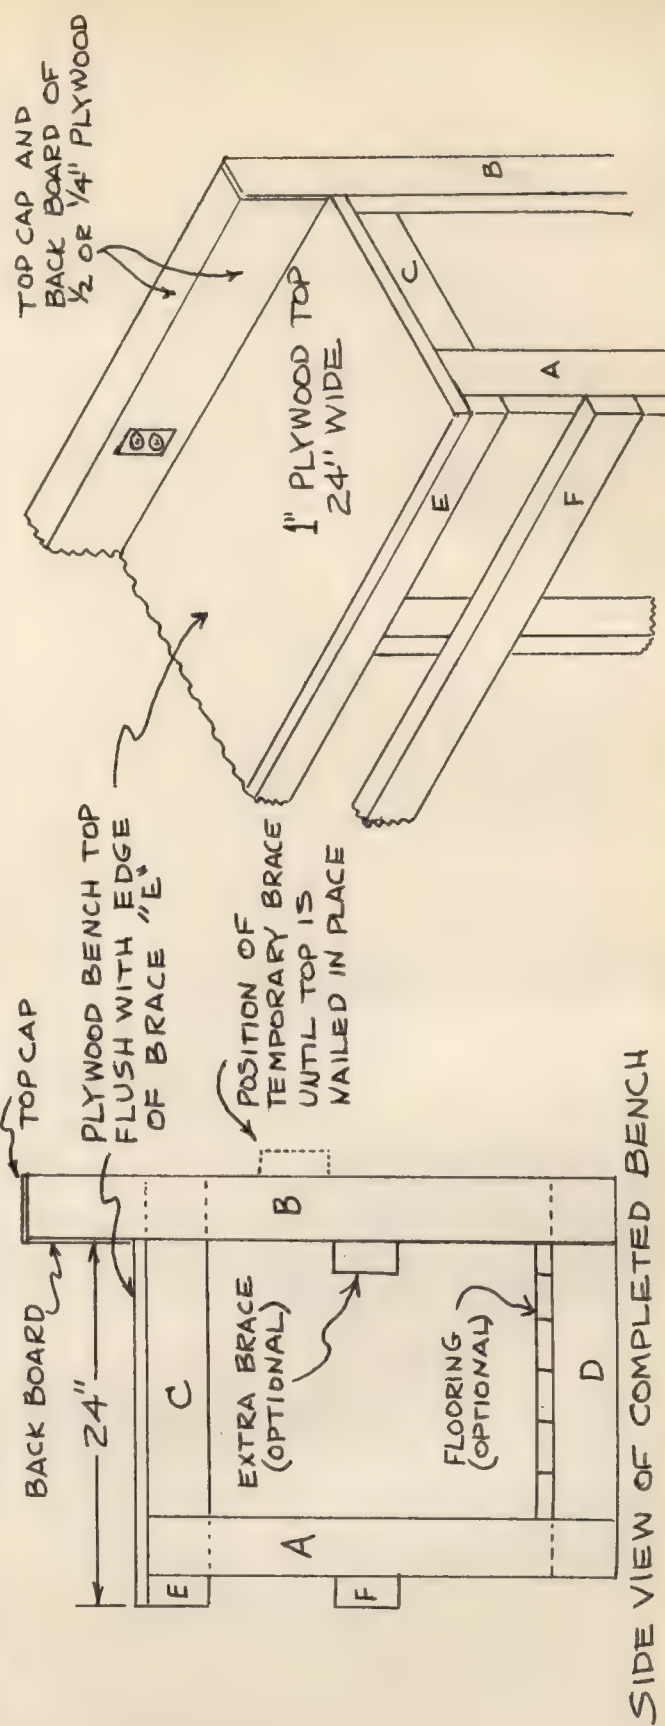 TOP CAP
BACK BOARD
24"
PLYWOOD BENCH TOP
FLUSH WITH EDGE
OF BRACE "E"
POSITION OF
TEMPORARY BRACE
UNTIL TOP IS
NAILED IN PLACE
E
C
B
A
EXTRA BRACE
(OPTIONAL)
F
FLOORING
(OPTIONAL)
D
SIDE VIEW OF COMPLETED BENCH
TOP CAP AND
BACK BOARD OF
½ OR ¼" PLYWOOD
1" PLYWOOD TOP
24" WIDE
B
C
A
E
F